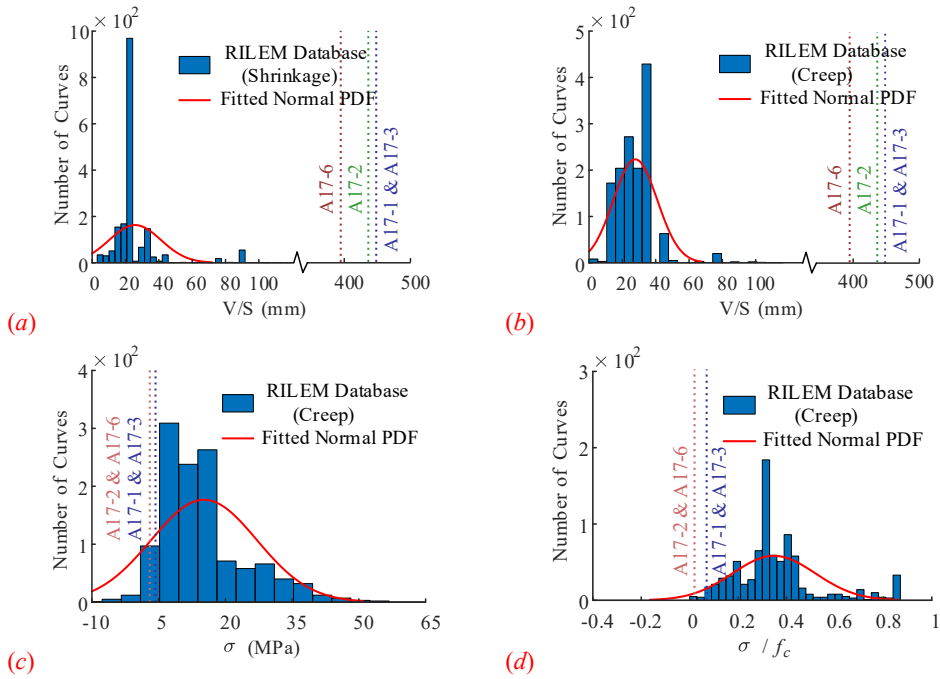 10 × 10²
RILEM Database
(Shrinkage)
Fitted Normal PDF
Number of Curves
8
6
4
2
0
A17-6
A17-2
A17-1 & A17-3
0 20 40 60 80 100 400 500
V/S (mm)
(a)
5 × 10²
RILEM Database
(Creep)
Fitted Normal PDF
Number of Curves
4
3
2
1
0
A17-6
A17-2
A17-1 & A17-3
0 20 40 60 80 100 400 500
V/S (mm)
(b)
4 × 10²
RILEM Database
(Creep)
Fitted Normal PDF
Number of Curves
3
2
1
0
A17-2 & A17-6
A17-1 & A17-3
-10 5 20 35 50 65
σ (MPa)
(c)
3 × 10²
RILEM Database
(Creep)
Fitted Normal PDF
Number of Curves
2
1
0
A17-2 & A17-6
A17-1 & A17-3
-0.4 -0.2 0 0.2 0.4 0.6 0.8 1
σ / fc
(d)